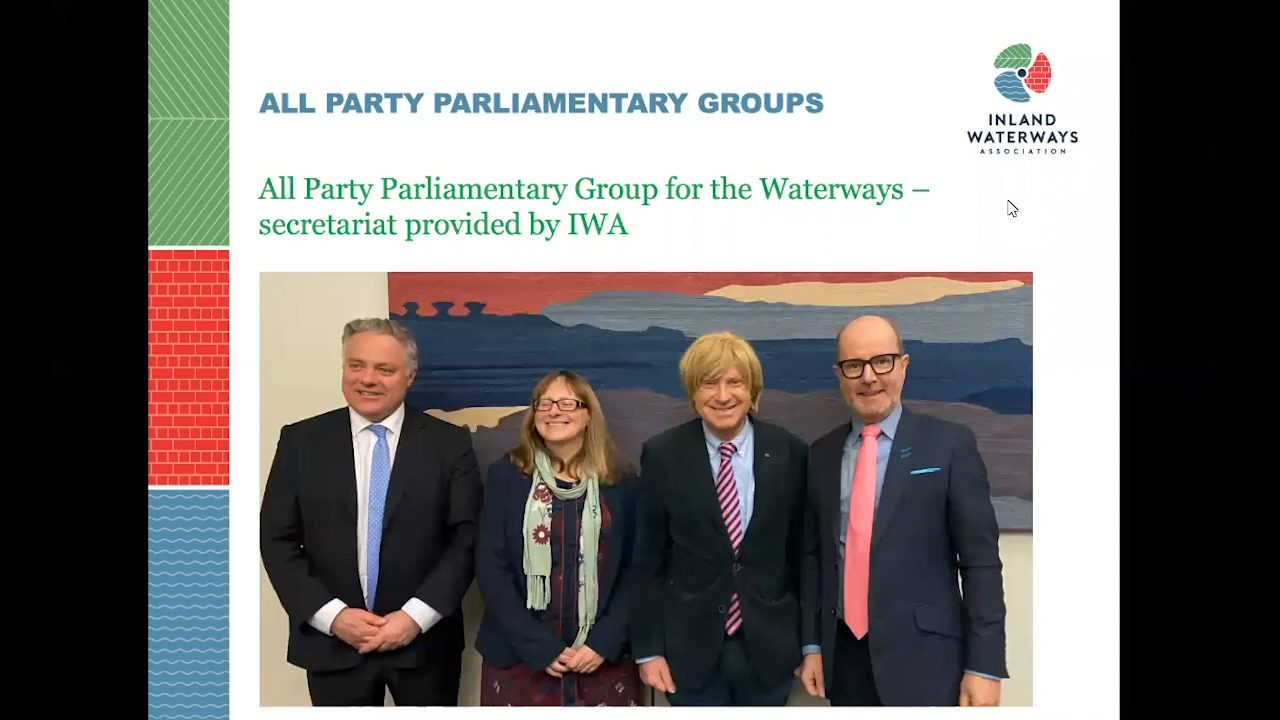 ALL PARTY PARLIAMENTARY GROUPS
INLAND
WATERWAYS
ASSOCIATION
All Party Parliamentary Group for the Waterways –
secretariat provided by IWA